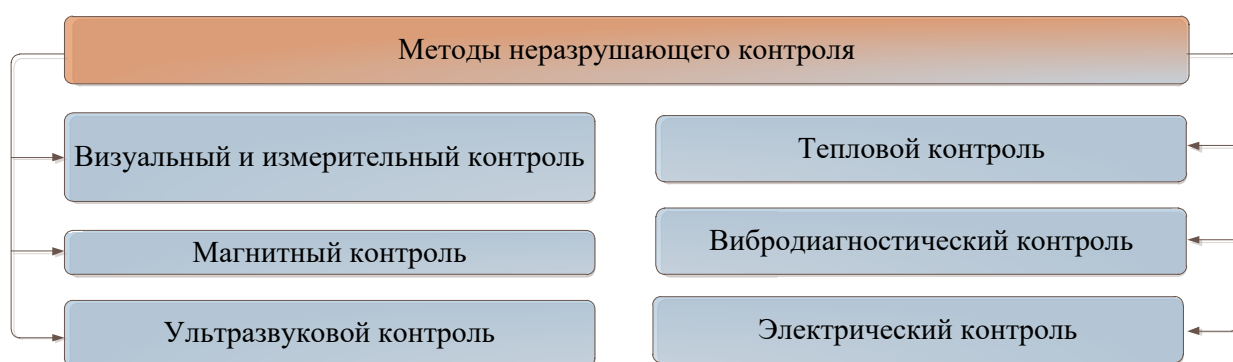 Методы неразрушающего контроля
Визуальный и измерительный контроль
Магнитный контроль
Ультразвуковой контроль
Тепловой контроль
Вибродиагностический контроль
Электрический контроль